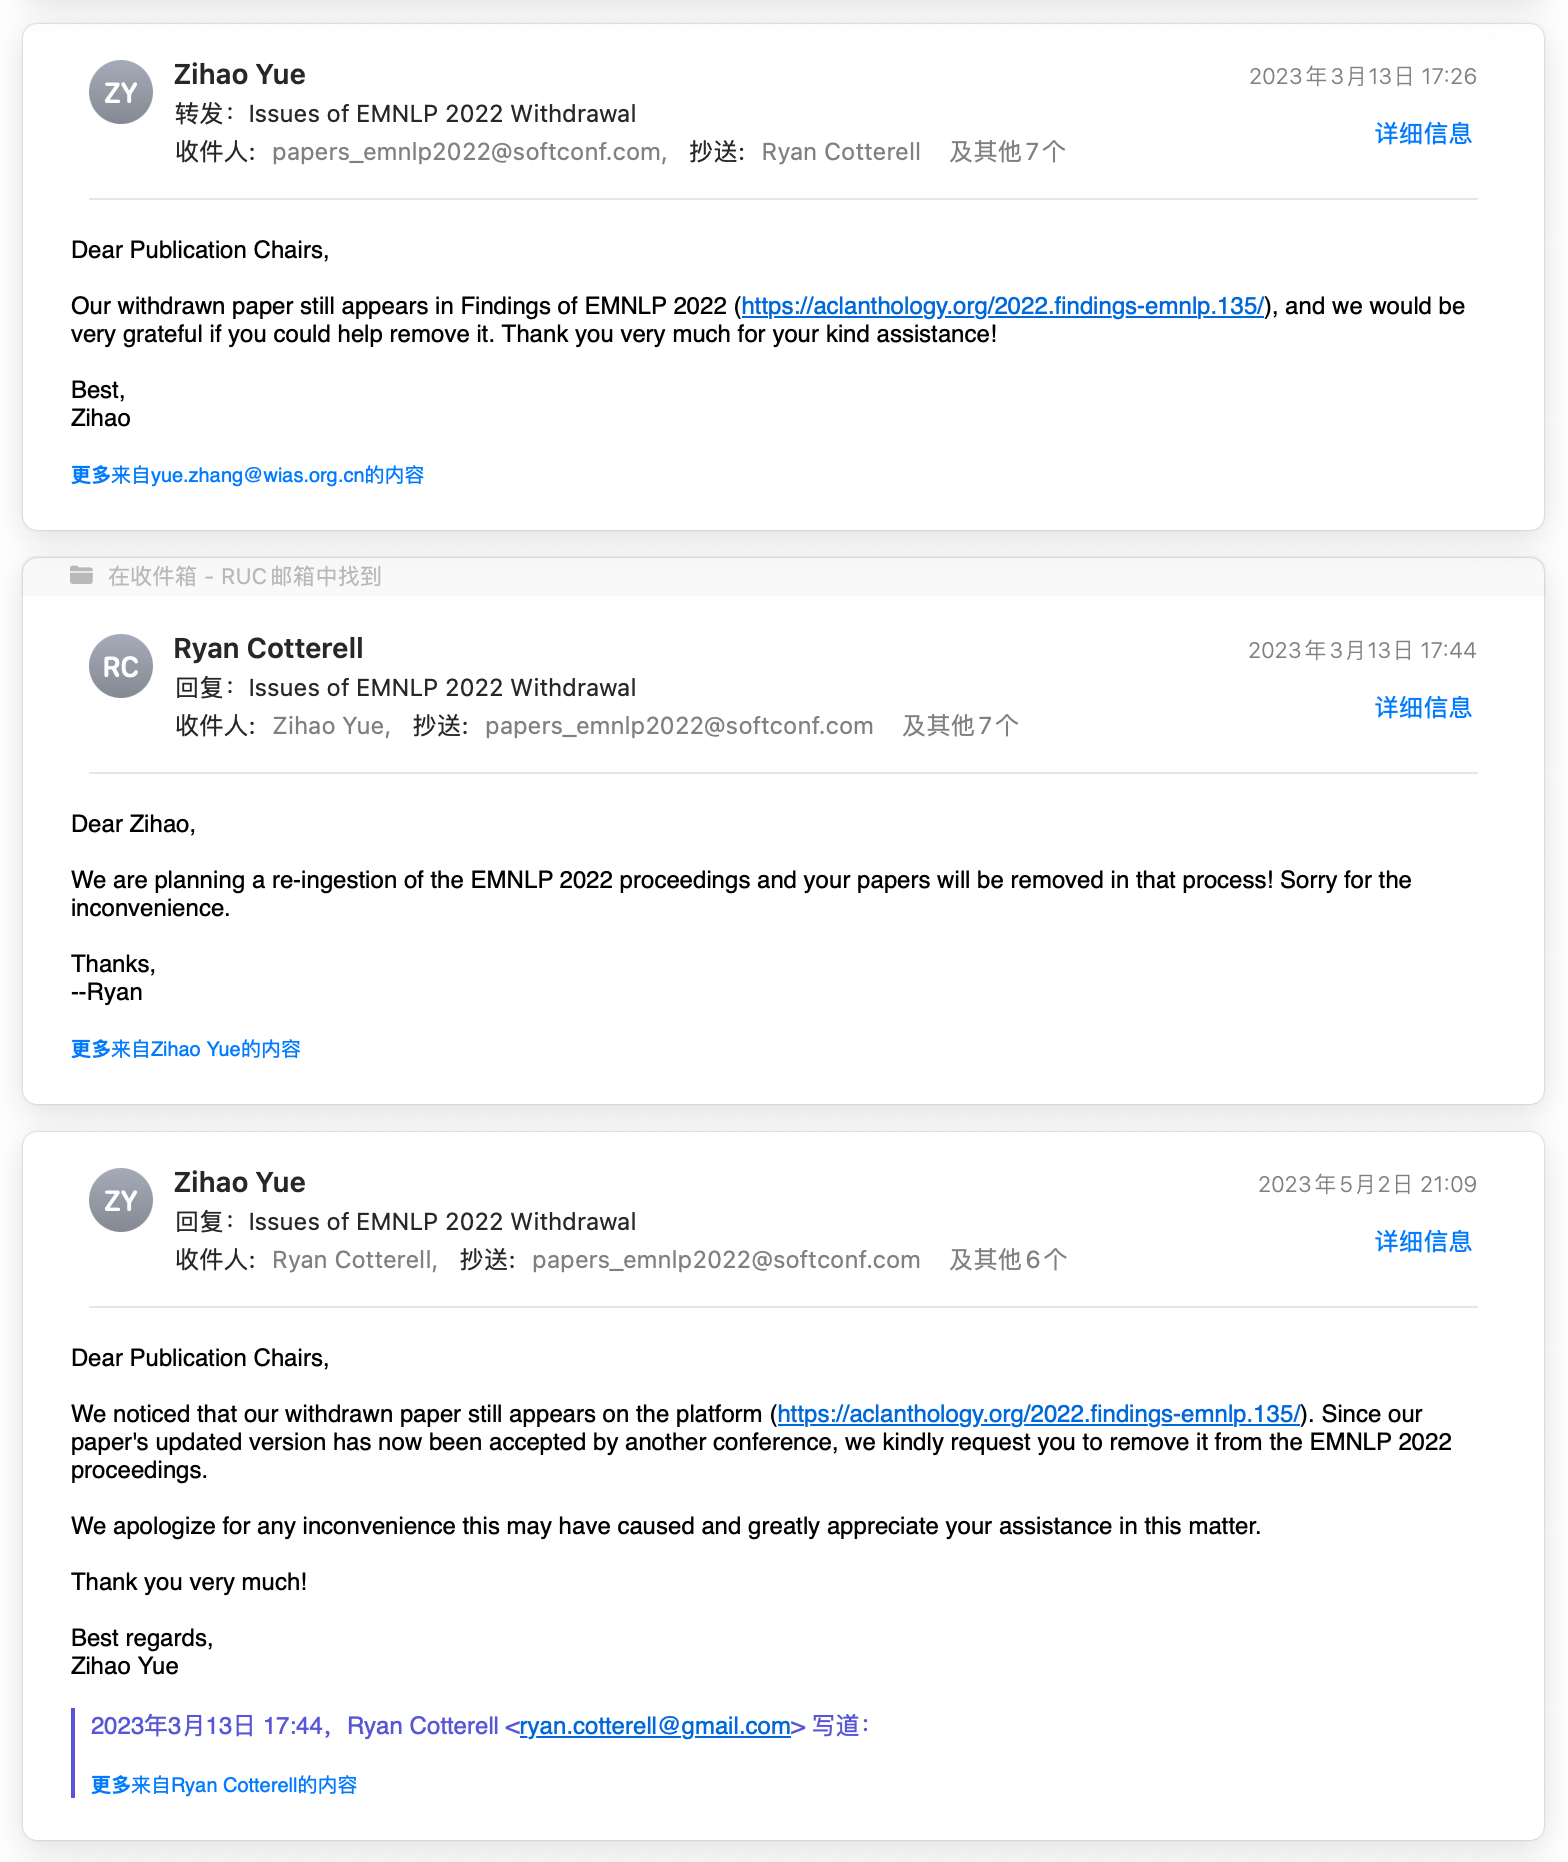 ZY
Zihao Yue
2023年3月13日 17:26
转发：Issues of EMNLP 2022 Withdrawal
详细信息
收件人： papers_emnlp2022@softconf.com, 抄送： Ryan Cotterell 及其他7个
Dear Publication Chairs,
Our withdrawn paper still appears in Findings of EMNLP 2022 (https://aclanthology.org/2022.findings-emnlp.135/), and we would be
very grateful if you could help remove it. Thank you very much for your kind assistance!
Best,
Zihao
更多来自yue.zhang@wias.org.cn的内容
在收件箱 - RUC邮箱中找到
RC
Ryan Cotterell
2023年3月13日 17:44
回复：Issues of EMNLP 2022 Withdrawal
详细信息
收件人： Zihao Yue, 抄送： papers_emnlp2022@softconf.com 及其他7个
Dear Zihao,
We are planning a re-ingestion of the EMNLP 2022 proceedings and your papers will be removed in that process! Sorry for the
inconvenience.
Thanks,
--Ryan
更多来自Zihao Yue的内容
ZY
Zihao Yue
2023年5月2日 21:09
回复：Issues of EMNLP 2022 Withdrawal
详细信息
收件人： Ryan Cotterell, 抄送： papers_emnlp2022@softconf.com 及其他6个
Dear Publication Chairs,
We noticed that our withdrawn paper still appears on the platform (https://aclanthology.org/2022.findings-emnlp.135/). Since our
paper's updated version has now been accepted by another conference, we kindly request you to remove it from the EMNLP 2022
proceedings.
We apologize for any inconvenience this may have caused and greatly appreciate your assistance in this matter.
Thank you very much!
Best regards,
Zihao Yue
2023年3月13日 17:44，Ryan Cotterell <ryan.cotterell@gmail.com> 写道：
更多来自Ryan Cotterell的内容